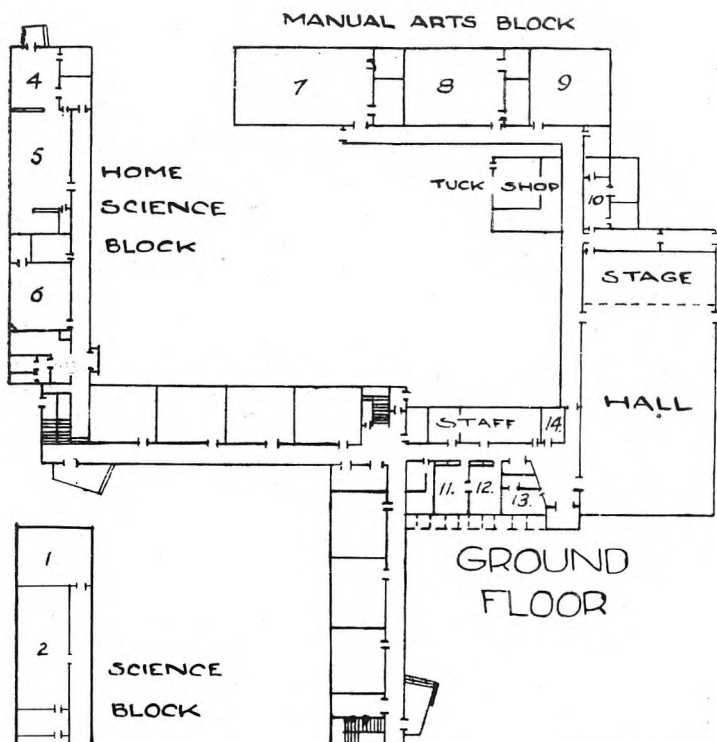 MANUAL ARTS BLOCK
4
7
8
9
5
HOME
SCIENCE
BLOCK
TUCK SHOP
10
6
STAGE
HALL
STAFF
14.
11.
12.
13.
GROUND
FLOOR
1
2
SCIENCE
BLOCK